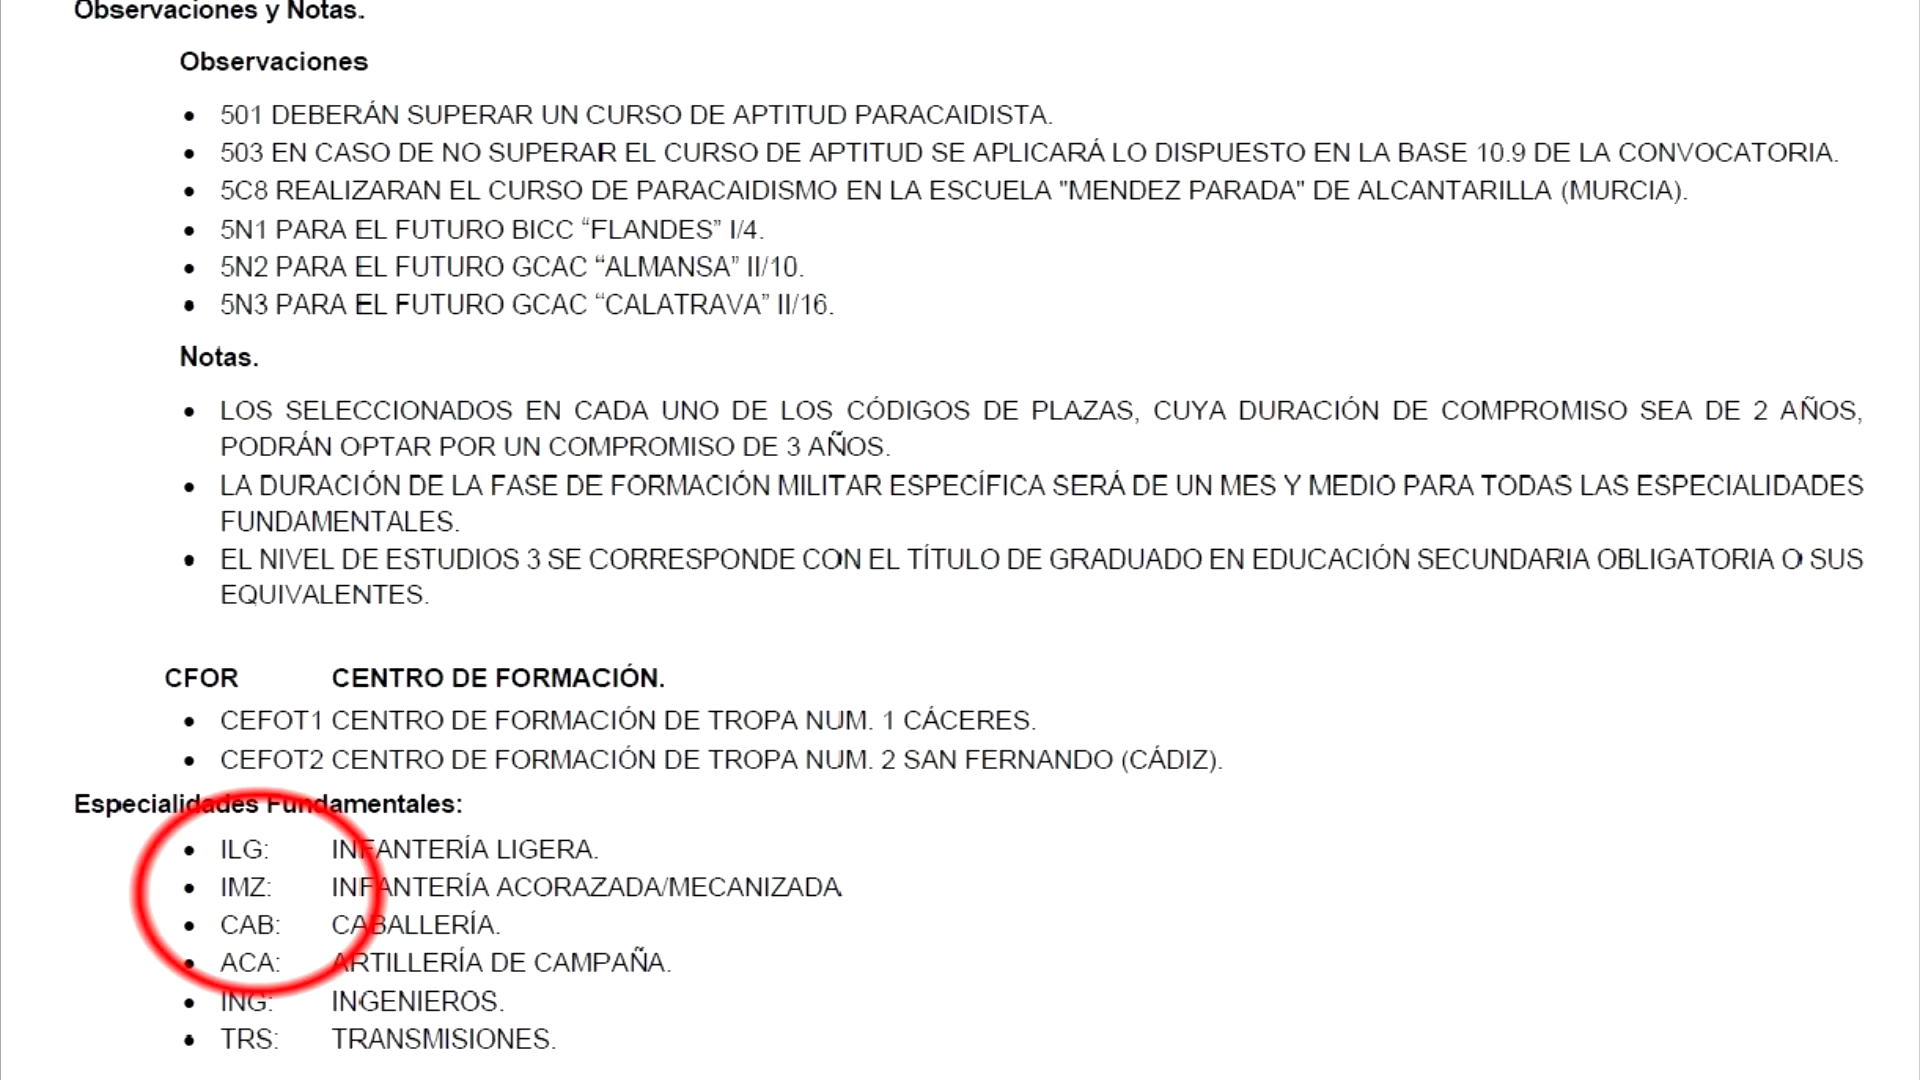 Observaciones y Notas.
Observaciones
• 501 DEBERÁN SUPERAR UN CURSO DE APTITUD PARACAIDISTA.
• 503 EN CASO DE NO SUPERAR EL CURSO DE APTITUD SE APLICARÁ LO DISPUESTO EN LA BASE 10.9 DE LA CONVOCATORIA.
• 5C8 REALIZARAN EL CURSO DE PARACAIDISMO EN LA ESCUELA "MENDEZ PARADA" DE ALCANTARILLA (MURCIA).
• 5N1 PARA EL FUTURO BICC “FLANDES” I/4.
• 5N2 PARA EL FUTURO GCAC “ALMANSA” II/10.
• 5N3 PARA EL FUTURO GCAC “CALATRAVA” II/16.
Notas.
• LOS SELECCIONADOS EN CADA UNO DE LOS CÓDIGOS DE PLAZAS, CUYA DURACIÓN DE COMPROMISO SEA DE 2 AÑOS,
PODRÁN OPTAR POR UN COMPROMISO DE 3 AÑOS.
• LA DURACIÓN DE LA FASE DE FORMACIÓN MILITAR ESPECÍFICA SERÁ DE UN MES Y MEDIO PARA TODAS LAS ESPECIALIDADES
FUNDAMENTALES.
• EL NIVEL DE ESTUDIOS 3 SE CORRESPONDE CON EL TÍTULO DE GRADUADO EN EDUCACIÓN SECUNDARIA OBLIGATORIA O SUS
EQUIVALENTES.
CFOR CENTRO DE FORMACIÓN.
• CEFOT1 CENTRO DE FORMACIÓN DE TROPA NUM. 1 CÁCERES.
• CEFOT2 CENTRO DE FORMACIÓN DE TROPA NUM. 2 SAN FERNANDO (CÁDIZ).
Especialidades Fundamentales:
• ILG: INFANTERÍA LIGERA.
• IMZ: INFANTERÍA ACORAZADA/MECANIZADA
• CAB: CABALLERÍA.
• ACA: ARTILLERÍA DE CAMPAÑA.
• ING: INGENIEROS.
• TRS: TRANSMISIONES.